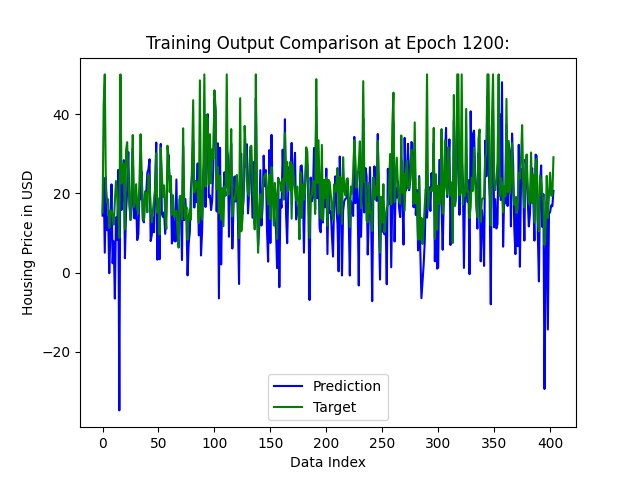 Training Output Comparison at Epoch 1200:
Housing Price in USD
40
20
0
−20
0 50 100 150 200 250 300 350 400
Data Index
Prediction
Target